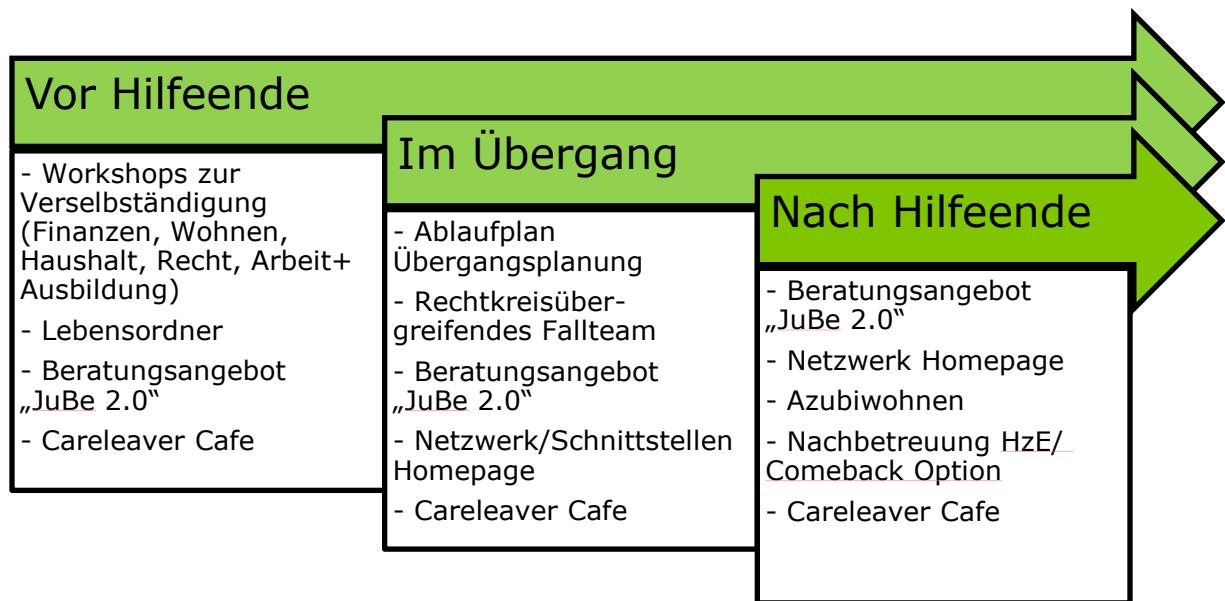 Vor Hilfeende
- Workshops zur
Verselbständigung
(Finanzen, Wohnen,
Haushalt, Recht, Arbeit+
Ausbildung)
- Lebensordner
- Beratungsangebot
„JuBe 2.0“
- Careleaver Cafe
Im Übergang
- Ablaufplan
Übergangsplanung
- Rechtkreisüber-
greifendes Fallteam
- Beratungsangebot
„JuBe 2.0“
- Netzwerk/Schnittstellen
Homepage
- Careleaver Cafe
Nach Hilfeende
- Beratungsangebot
„JuBe 2.0“
- Netzwerk Homepage
- Azubiwohnen
- Nachbetreuung HzE/
Comeback Option
- Careleaver Cafe